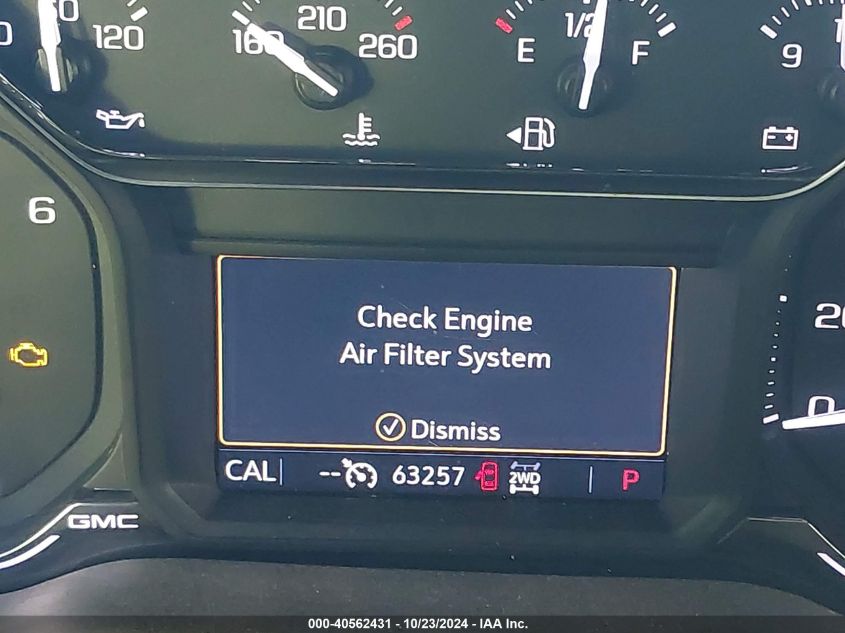 120
160
210
260
E
1/2
F
9
6
Check Engine
Air Filter System
Dismiss
CAL -- 63257 2WD P
0
GMC
000-40562431 - 10/23/2024 - IAA Inc.